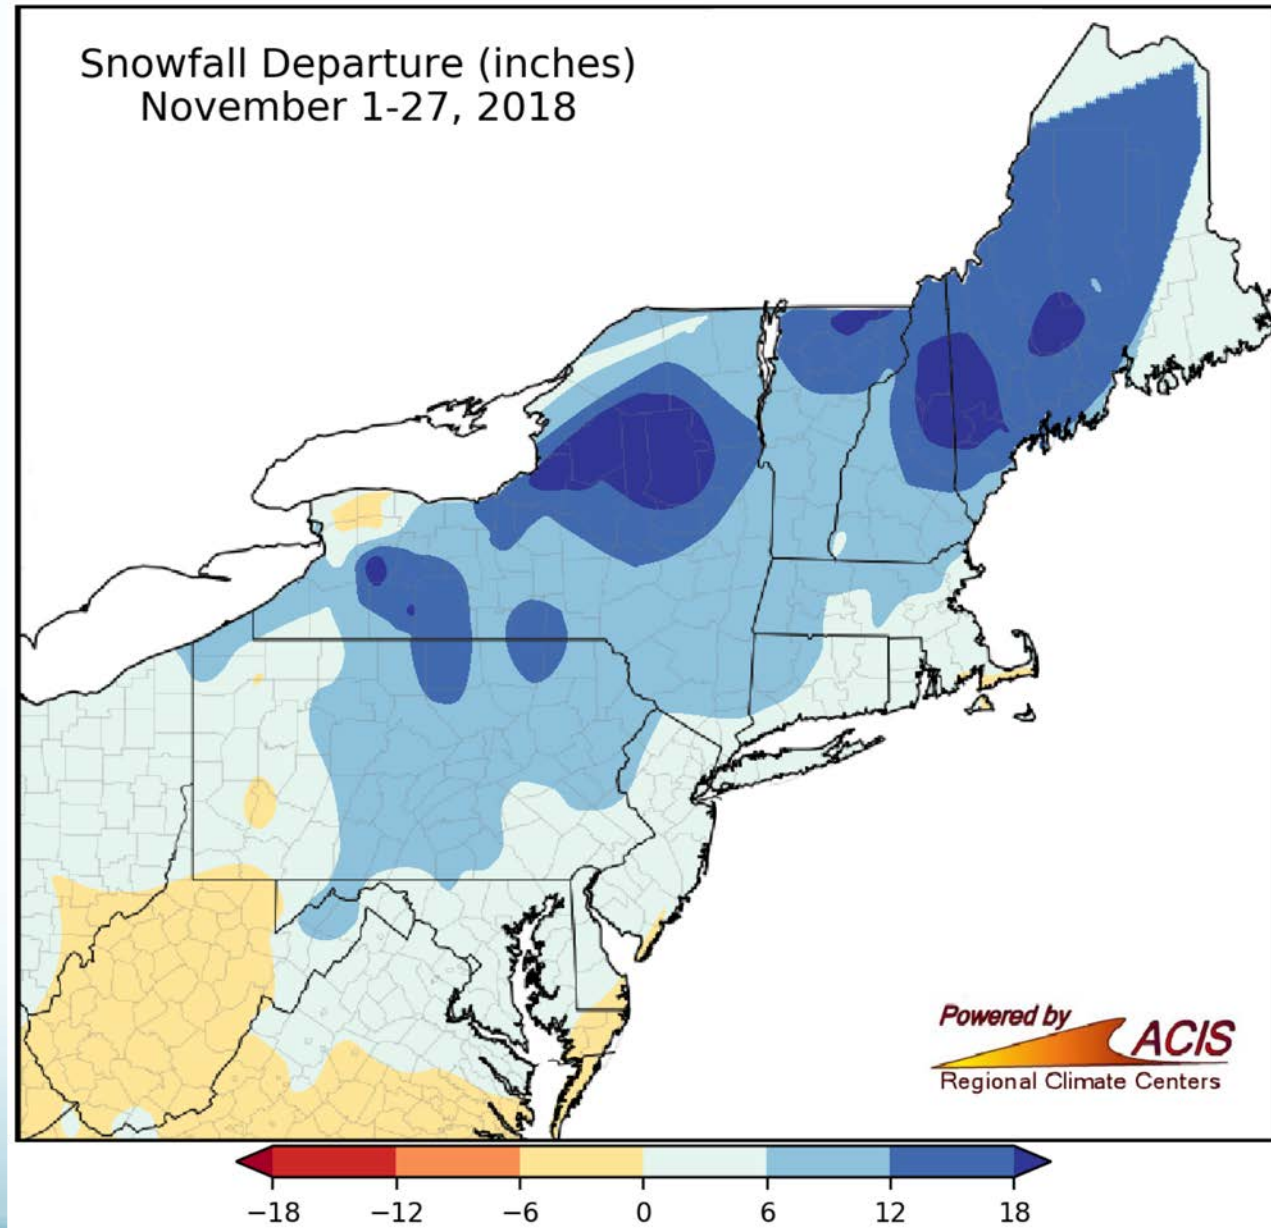 Snowfall Departure (inches)
November 1-27, 2018
Powered by
ACIS
Regional Climate Centers
−18 −12 −6 0 6 12 18